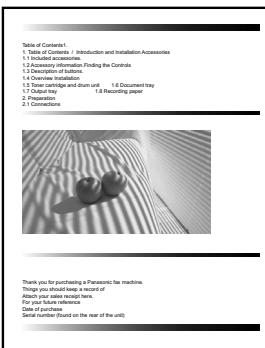 Table of Contents1.
1. Table of Contents / Introduction and Installation Accessories
1.1 Included accessories.
1.2 Accessory information.Finding the Controls
1.3 Description of buttons.
1.4 Overview Installation
1.5 Toner cartridge and drum unit 1.6 Document tray
1.7 Output tray 1.8 Recording paper
2. Preparation
2.1 Connections
Thank you for purchasing a Panasonic fax machine.
Things you should keep a record of
Attach your sales receipt here.
For your future reference
Date of purchase
Serial number (found on the rear of the unit)